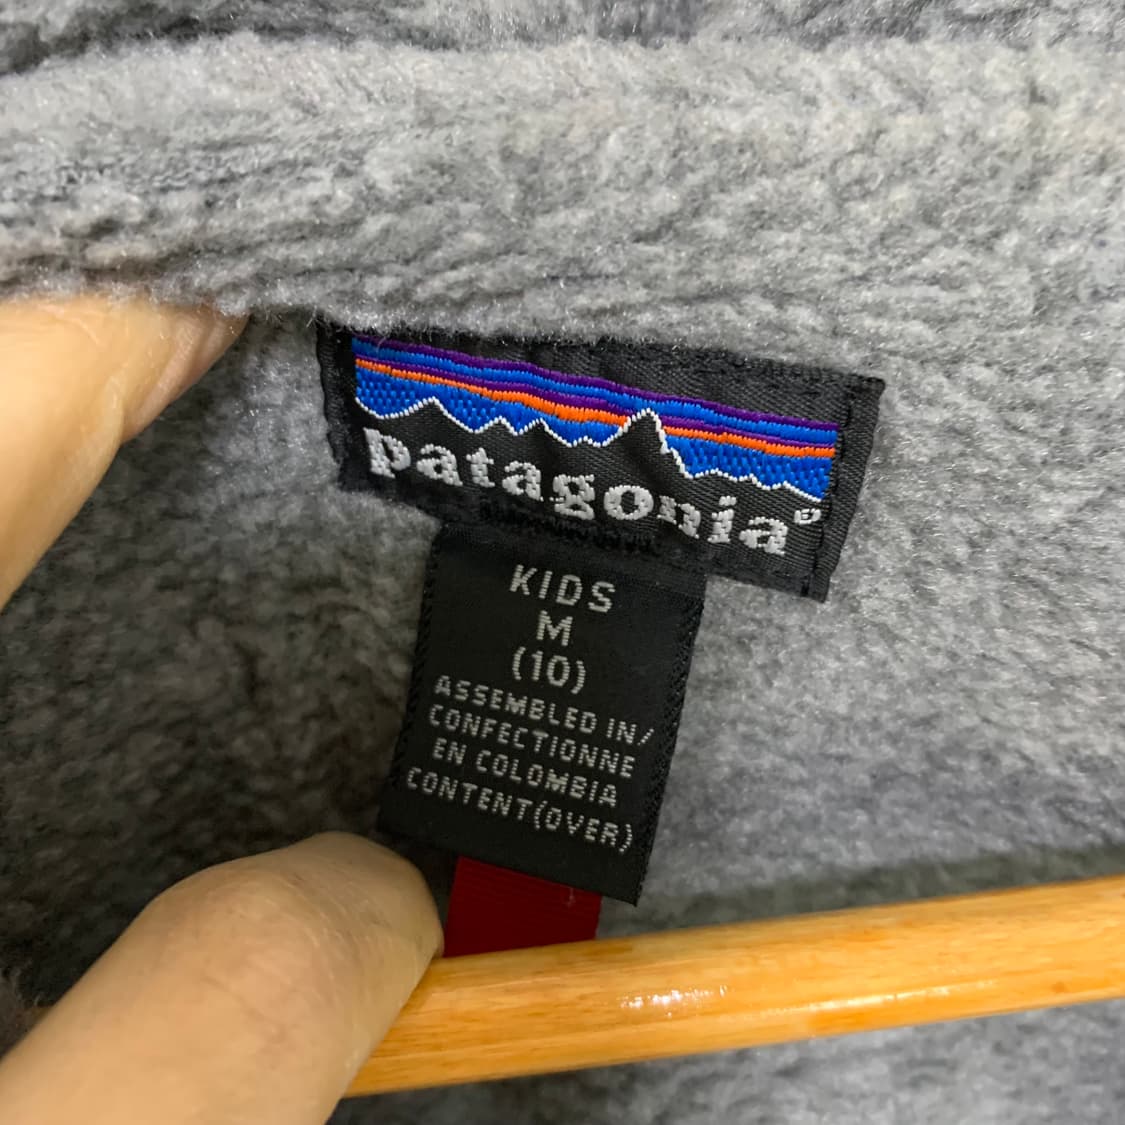 patagonia®
KIDS
M
(10)
ASSEMBLED IN/
CONFECTIONNE
EN COLOMBIA
CONTENT(OVER)